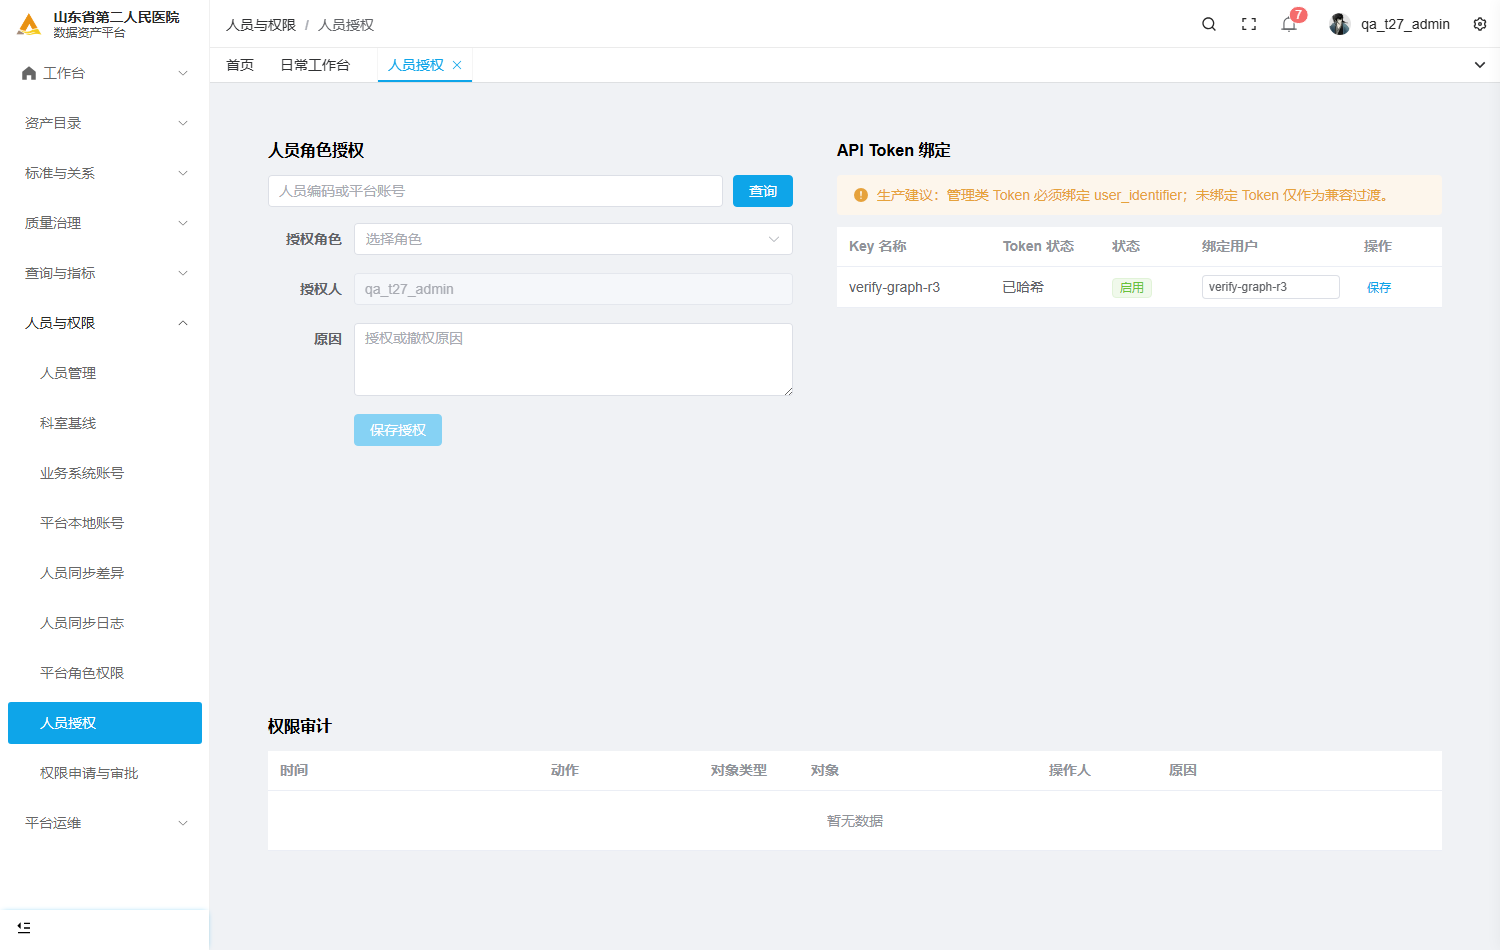 山东省第二人民医院
数据资产平台
工作台
资产目录
标准与关系
质量治理
查询与指标
人员与权限
人员管理
科室基线
业务系统账号
平台本地账号
人员同步差异
人员同步日志
平台角色权限
人员授权
权限申请与审批
平台运维
人员与权限 / 人员授权
7
qa_t27_admin
首页 日常工作台 人员授权
人员角色授权
人员编码或平台账号 查询
授权角色 选择角色
授权人 qa_t27_admin
原因 授权或撤权原因
保存授权
API Token 绑定
生产建议：管理类 Token 必须绑定 user_identifier；未绑定 Token 仅作为兼容过渡。
Key 名称 Token 状态 状态 绑定用户 操作
verify-graph-r3 已哈希 启用 verify-graph-r3 保存
权限审计
时间 动作 对象类型 对象 操作人 原因
暂无数据